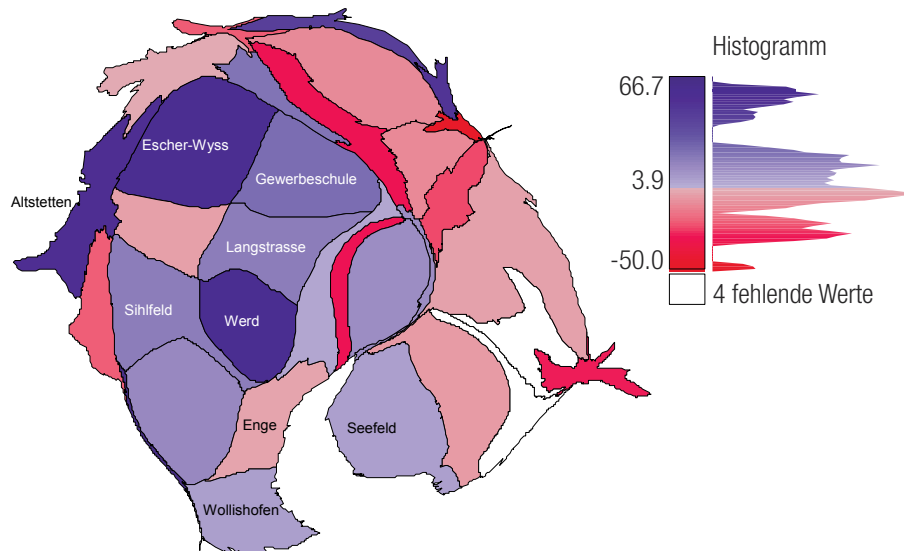 Histogramm
66.7
3.9
-50.0
4 fehlende Werte
Escher-Wyss
Gewerbeschule
Altstetten
Langstrasse
Sihlfeld
Werd
Enge
Seefeld
Wollishofen